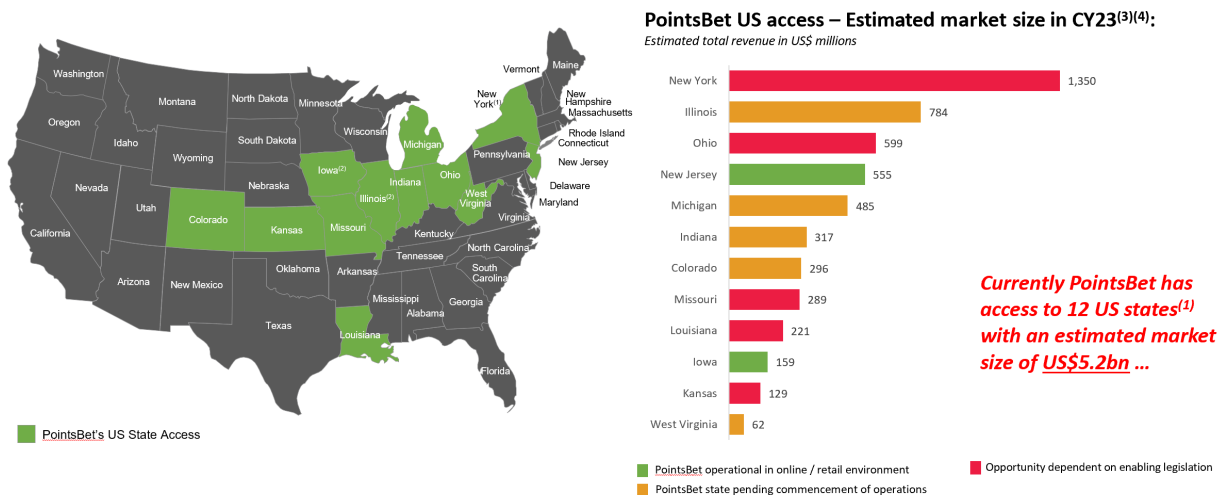 Washington
Oregon
California
Nevada
Idaho
Montana
Wyoming
Utah
Arizona
Colorado
New Mexico
North Dakota
South Dakota
Nebraska
Kansas
Oklahoma
Texas
Minnesota
Iowa(2)
Missouri
Arkansas
Louisiana
Wisconsin
Illinois(2)
Michigan
Indiana
Ohio
Kentucky
Tennessee
Mississippi
Alabama
Georgia
Florida
South
Carolina
North Carolina
Virginia
West
Virginia
Pennsylvania
New
York(1)
Vermont
Maine
New
Hampshire
Massachusetts
Rhode Island
Connecticut
New Jersey
Delaware
Maryland
PointsBet's US State Access
PointsBet US access – Estimated market size in CY23(3)(4):
Estimated total revenue in US$ millions
New York 1,350
Illinois 784
Ohio 599
New Jersey 555
Michigan 485
Indiana 317
Colorado 296
Missouri 289
Louisiana 221
Iowa 159
Kansas 129
West Virginia 62
Currently PointsBet has
access to 12 US states(1)
with an estimated market
size of US$5.2bn ...
PointsBet operational in online / retail environment
PointsBet state pending commencement of operations
Opportunity dependent on enabling legislation